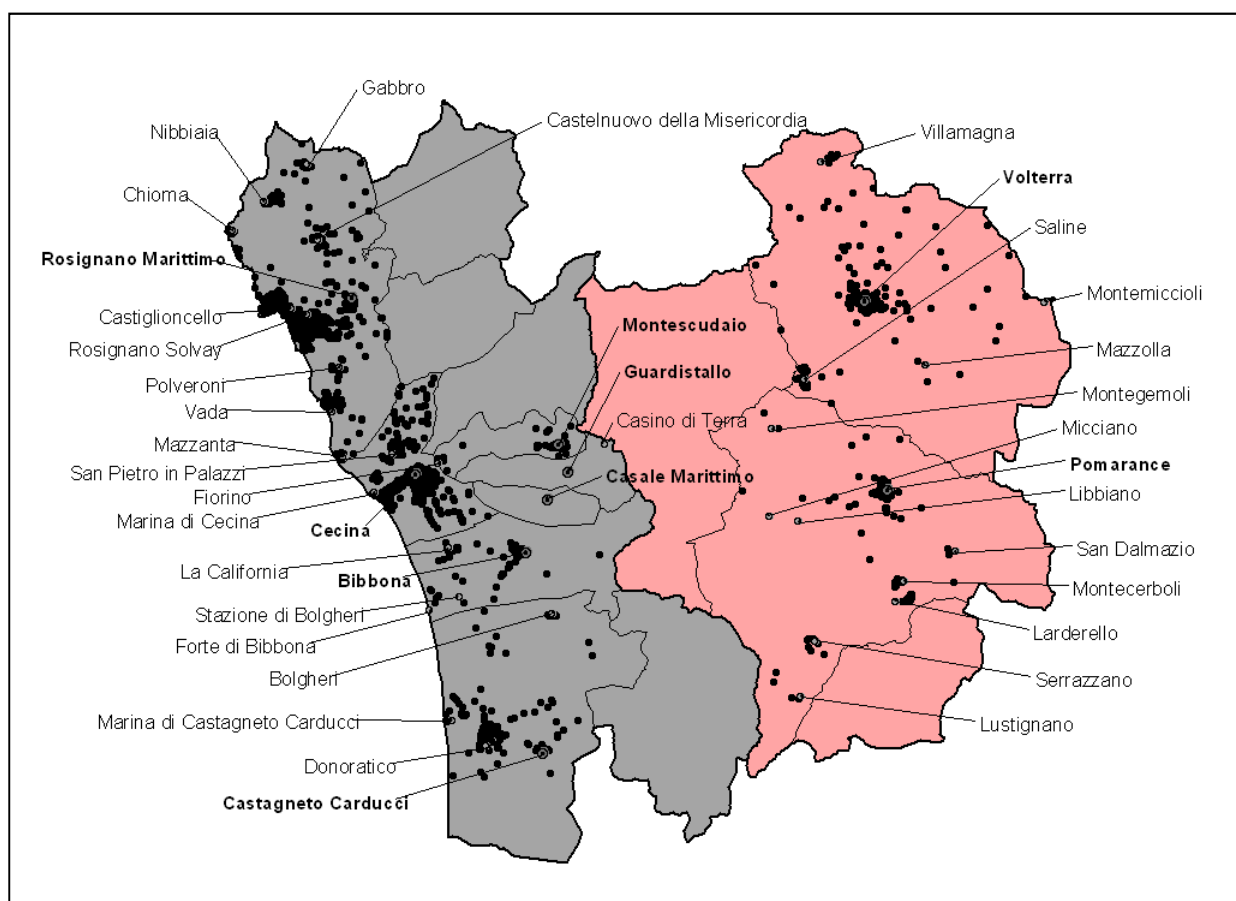 Gabbro
Castelnuovo della Misericordia
Nibbiaia
Chioma
Rosignano Marittimo
Castiglioncello
Rosignano Solvay
Polveroni
Vada
Mazzanta
San Pietro in Palazzi
Fiorino
Marina di Cecina
Cecina
La California
Bibbona
Stazione di Bolgheri
Forte di Bibbona
Bolgheri
Marina di Castagneto Carducci
Donoratico
Castagneto Carducci
Montescudaio
Guardistallo
Casino di Terra
Casale Marittimo
Villamagna
Volterra
Saline
Montemiccioli
Mazzolla
Montegemoli
Micciano
Pomarance
Libbiano
San Dalmazio
Montecerboli
Larderello
Serrazzano
Lustignano